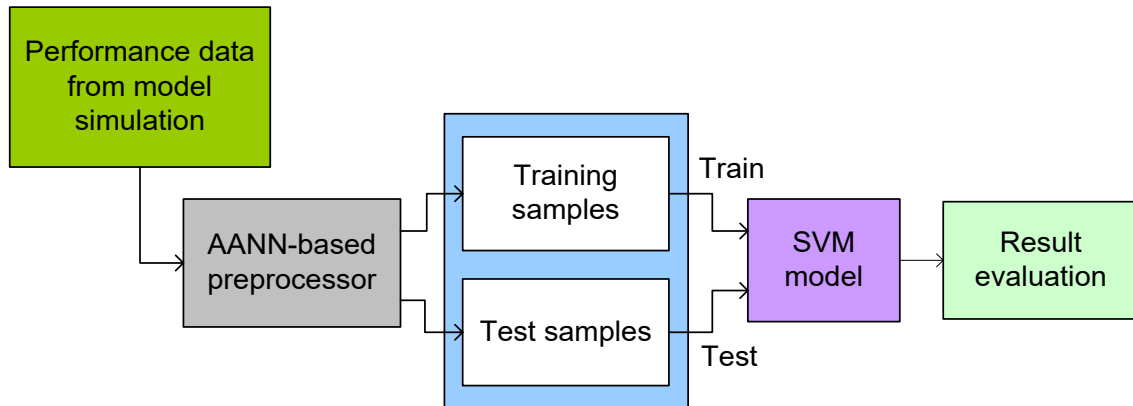 Performance data
from model
simulation
AANN-based
preprocessor
Training
samples
Test samples
Train
Test
SVM
model
Result
evaluation